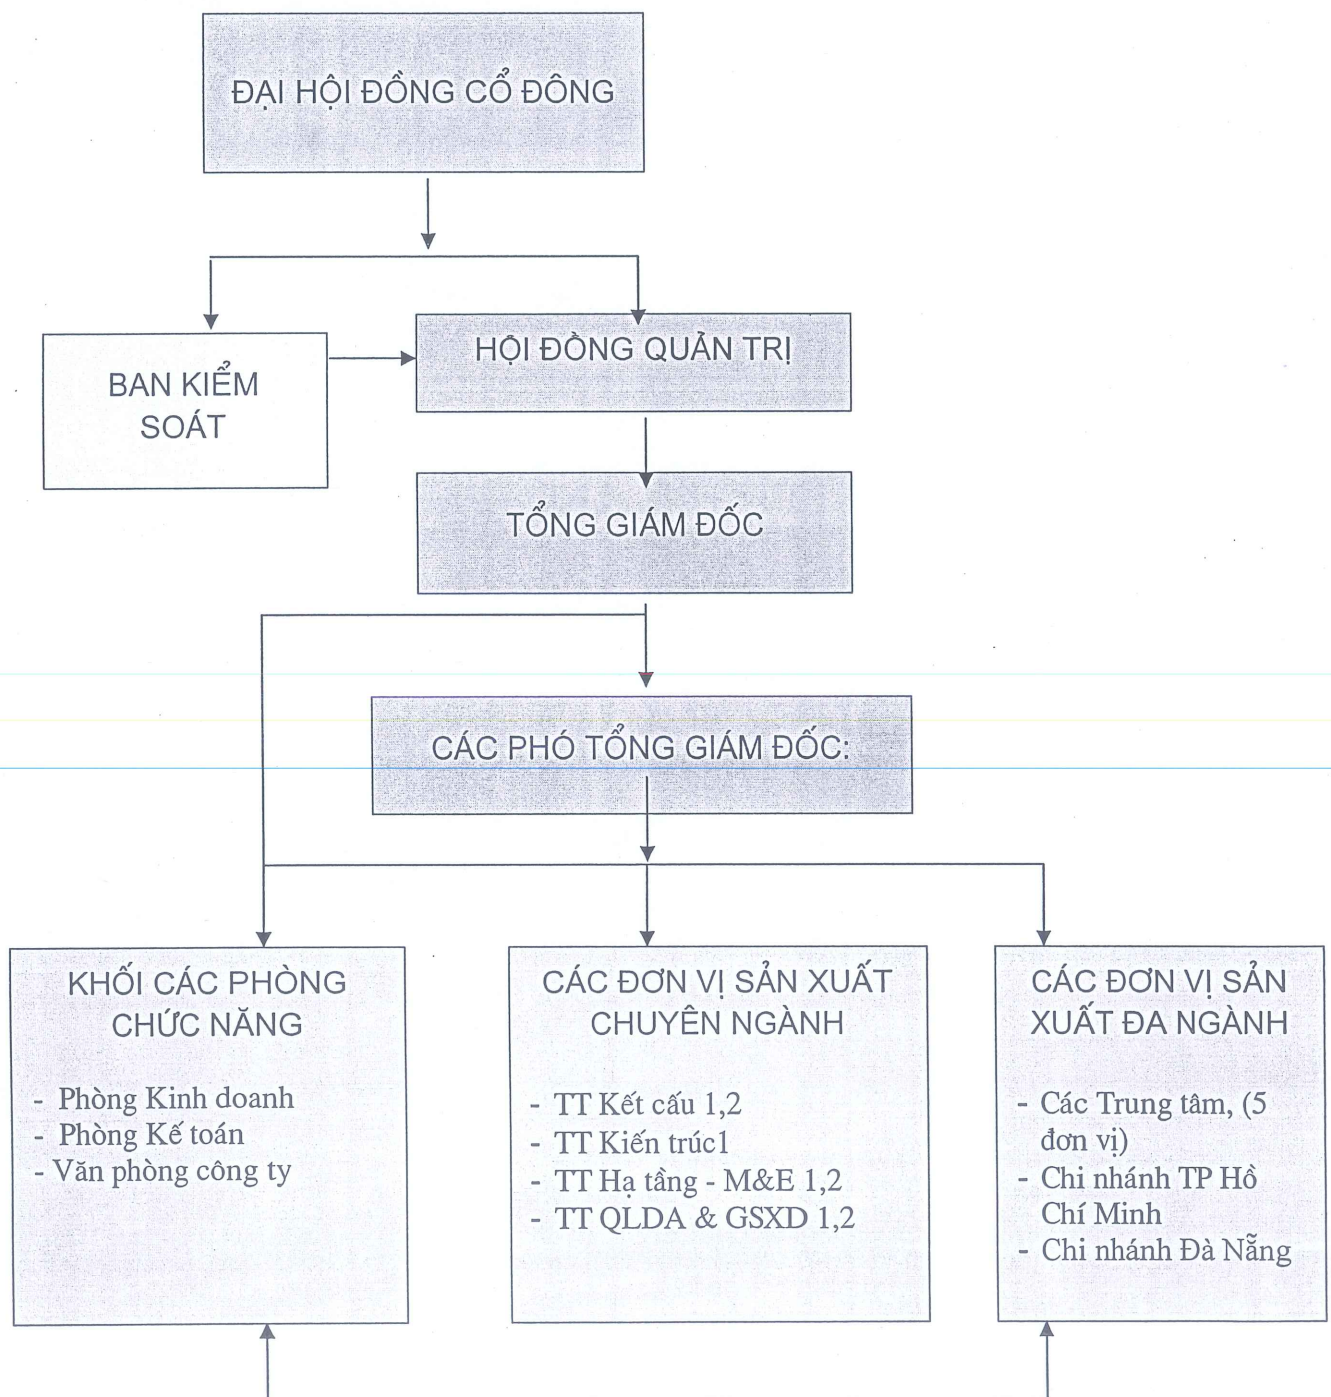 ĐẠI HỘI ĐỒNG CỔ ĐÔNG
HỘI ĐỒNG QUẢN TRỊ
BAN KIỂM
SOÁT
TỔNG GIÁM ĐỐC
CÁC PHÓ TỔNG GIÁM ĐỐC:
KHỐI CÁC PHÒNG
CHỨC NĂNG
- Phòng Kinh doanh
- Phòng Kế toán
- Văn phòng công ty
CÁC ĐƠN VỊ SẢN XUẤT
CHUYÊN NGÀNH
- TT Kết cấu 1,2
- TT Kiến trúc1
- TT Hạ tầng - M&E 1,2
- TT QLDA & GSXD 1,2
CÁC ĐƠN VỊ SẢN
XUẤT ĐA NGÀNH
- Các Trung tâm, (5
đơn vị)
- Chi nhánh TP Hồ
Chí Minh
- Chi nhánh Đà Nẵng